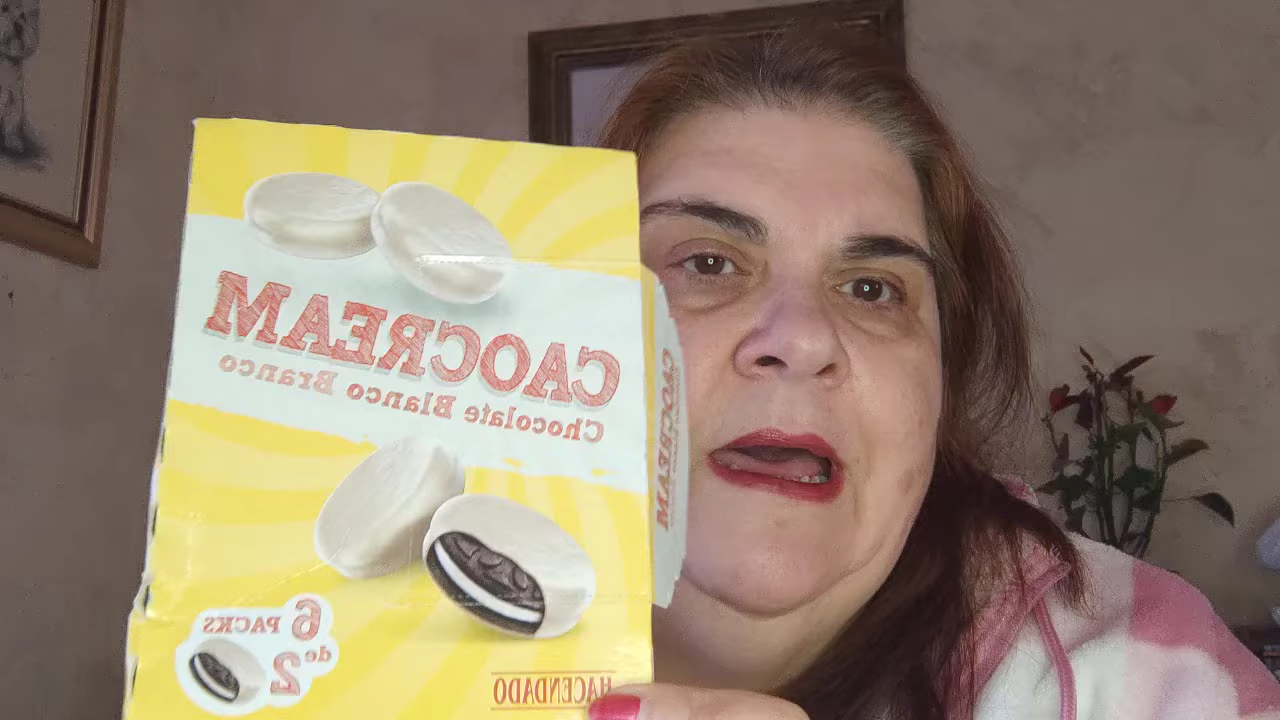 CAOCREAM
Chocolate Blanco Branco
CAOCREAM
6 PACKS
de 2
HACENDADO